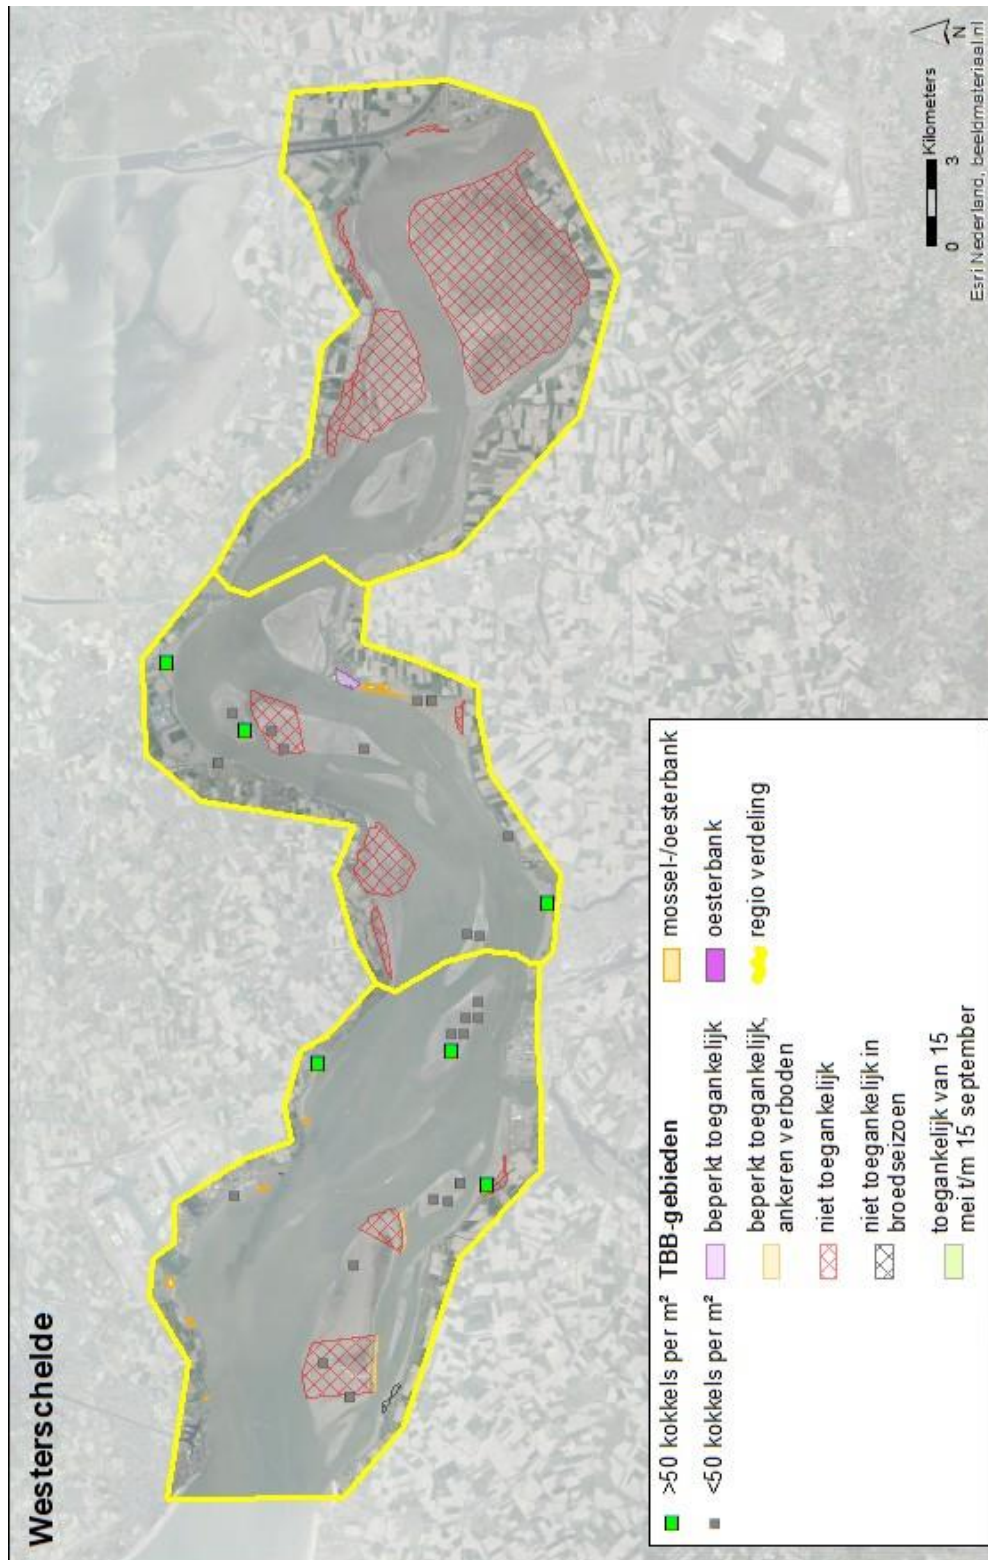 Westerschelde
>50 kokkels per m²
<50 kokkels per m²
TBB-gebieden
beperkt toegankelijk
beperkt toegankelijk,
ankeren verboden
niet toegankelijk
niet toegankelijk in
broedseizoen
toegankelijk van 15
mei t/m 15 september
mossel-/oesterbank
oesterbank
regio verdeling
0 3 Kilometers
N
Esri Nederland, beeldmateriaal.nl